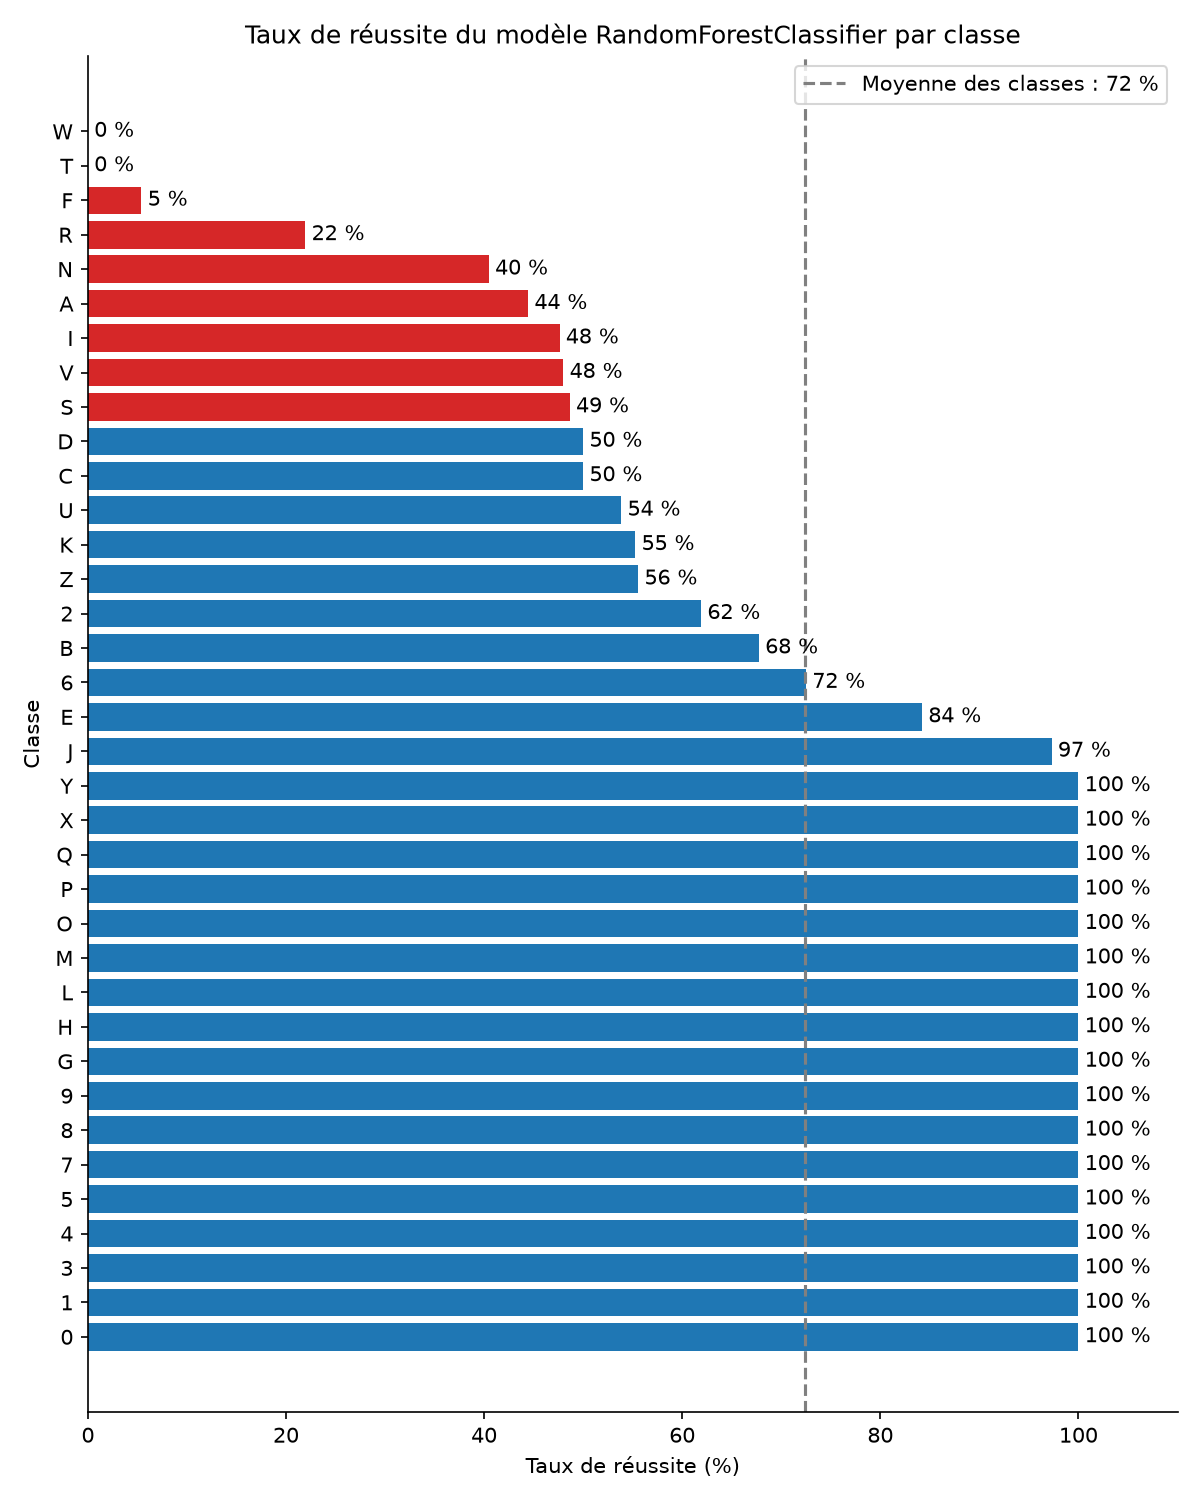 Taux de réussite du modèle RandomForestClassifier par classe
Moyenne des classes : 72 %
W 0 %
T 0 %
F 5 %
R 22 %
N 40 %
A 44 %
I 48 %
V 48 %
S 49 %
D 50 %
C 50 %
U 54 %
K 55 %
Z 56 %
2 62 %
B 68 %
6 72 %
E 84 %
J 97 %
Y 100 %
X 100 %
Q 100 %
P 100 %
O 100 %
M 100 %
L 100 %
H 100 %
G 100 %
9 100 %
8 100 %
7 100 %
5 100 %
4 100 %
3 100 %
1 100 %
0 100 %
Classe
0 20 40 60 80 100
Taux de réussite (%)